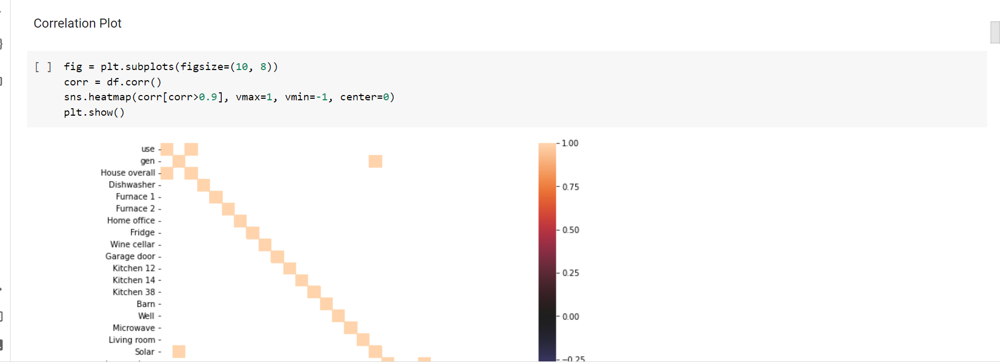 Correlation Plot
[ ] fig = plt.subplots(figsize=(10, 8))
corr = df.corr()
sns.heatmap(corr[corr>0.9], vmax=1, vmin=-1, center=0)
plt.show()
use
gen
House overall
Dishwasher
Furnace 1
Furnace 2
Home office
Fridge
Wine cellar
Garage door
Kitchen 12
Kitchen 14
Kitchen 38
Barn
Well
Microwave
Living room
Solar
1.00
0.75
0.50
0.25
0.00
−0.25